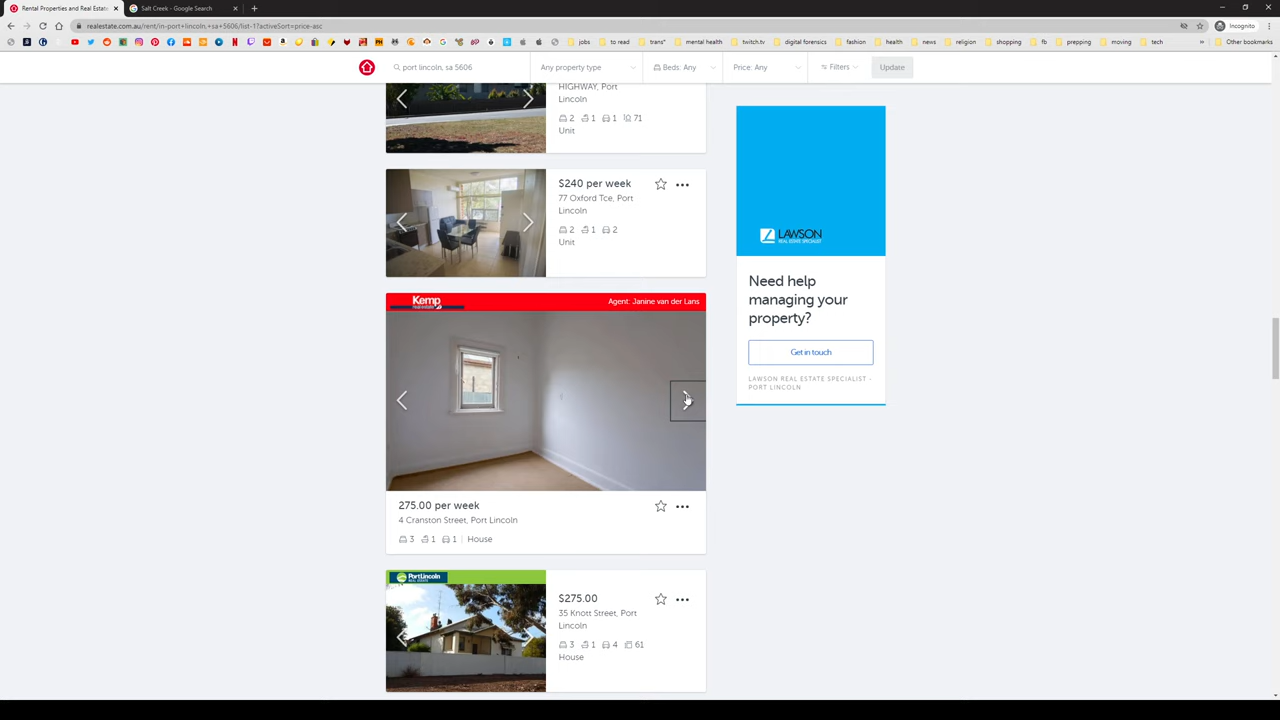 Rental Properties and Real Estat
Salt Creek - Google Search
realestate.com.au/rent/in-port+lincoln,+sa+5606/list-1?activeSort=price-asc
Incognito
jobs
to read
trans*
mental health
twitch.tv
digital forensics
fashion
health
news
religion
shopping
fb
prepping
moving
tech
Other bookmarks
port lincoln, sa 5606
Any property type
Beds: Any
Price: Any
Filters
Update
HIGHWAY, Port
Lincoln
2 1 1 71
Unit
$240 per week
77 Oxford Tce, Port
Lincoln
2 1 2
Unit
Kemp
Agent: Janine van der Lans
275.00 per week
4 Cranston Street, Port Lincoln
3 1 1 House
PortLincoln
REAL ESTATE
$275.00
35 Knott Street, Port
Lincoln
3 1 4 61
House
LAWSON
REAL ESTATE SPECIALIST
Need help
managing your
property?
Get in touch
LAWSON REAL ESTATE SPECIALIST -
PORT LINCOLN